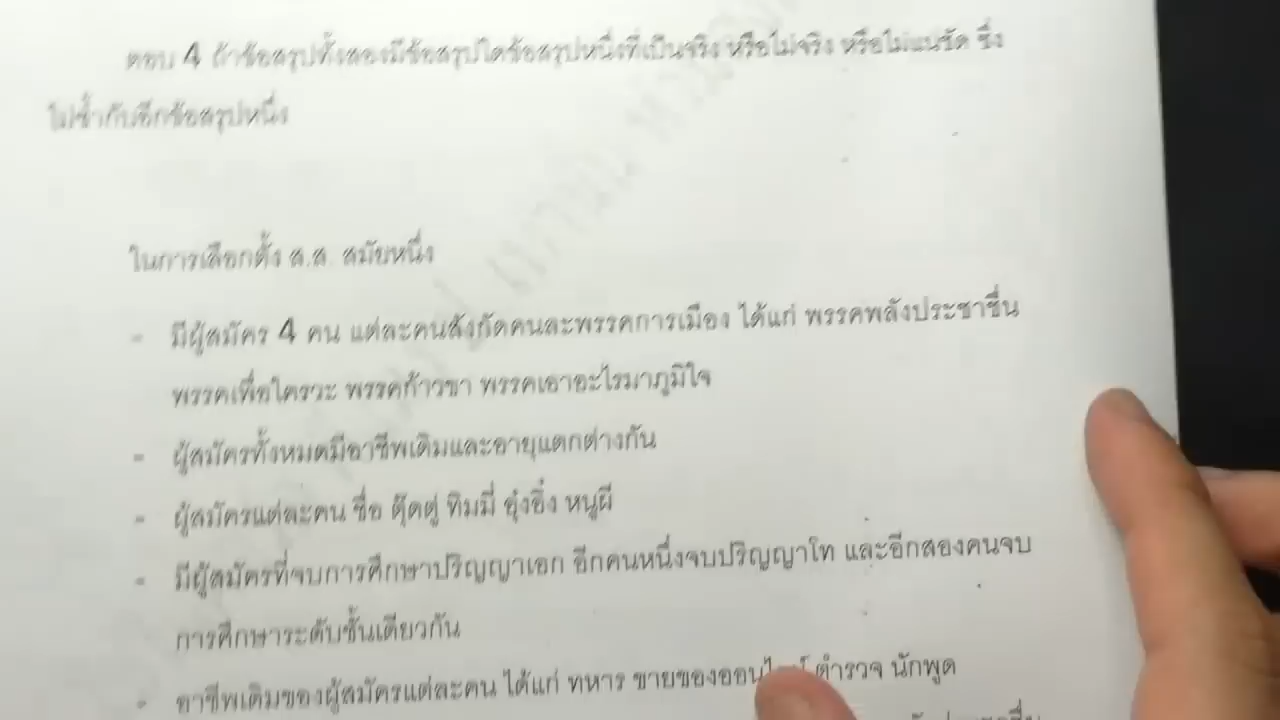 ตอบ 4 ถ้าข้อสรุปทั้งสองมีข้อสรุปใดข้อสรุปหนึ่งที่เป็นจริง หรือไม่จริง หรือไม่แน่ชัด ซึ่ง
ไม่ซ้ำกับอีกข้อสรุปหนึ่ง
ในการเลือกตั้ง ส.ส. สมัยหนึ่ง
- มีผู้สมัคร 4 คน แต่ละคนสังกัดคนละพรรคการเมือง ได้แก่ พรรคพลังประชาชื่น
พรรคเพื่อใครวะ พรรคก้าวขา พรรคเอาอะไรมาภูมิใจ
- ผู้สมัครทั้งหมดมีอาชีพเดิมและอายุแตกต่างกัน
- ผู้สมัครแต่ละคน ชื่อ ตุ๊ดตู่ ทิมมี่ อุ๋งอิ๋ง หนูผี
- มีผู้สมัครที่จบการศึกษาปริญญาเอก อีกคนหนึ่งจบปริญญาโท และอีกสองคนจบ
การศึกษาระดับชั้นเดียวกัน
- อาชีพเดิมของผู้สมัครแต่ละคน ได้แก่ ทหาร ขายของออนไลน์ ตำรวจ นักพูด